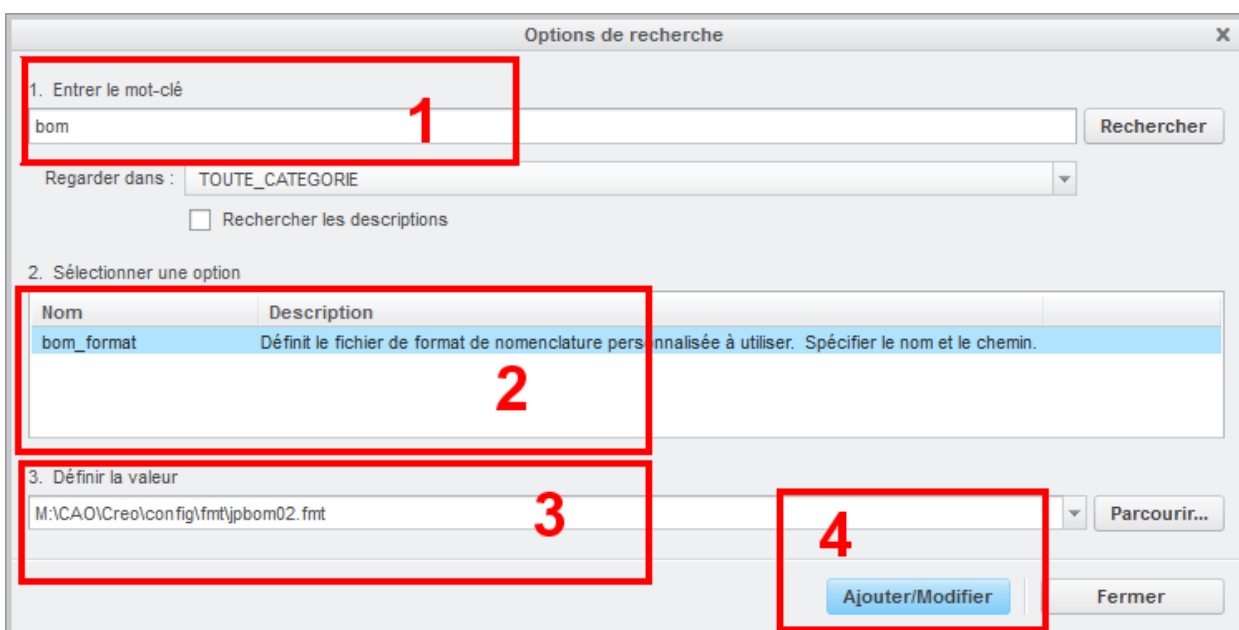 Options de recherche
1. Entrer le mot-clé
1
bom
Rechercher
Regarder dans : TOUTE_CATEGORIE
Rechercher les descriptions
2. Sélectionner une option
Nom Description
bom_format Définit le fichier de format de nomenclature personnalisée à utiliser. Spécifier le nom et le chemin.
2
3. Définir la valeur
M:\CAO\Creo\config\fmt\jpbom02.fmt
3
Parcourir...
4
Ajouter/Modifier
Fermer